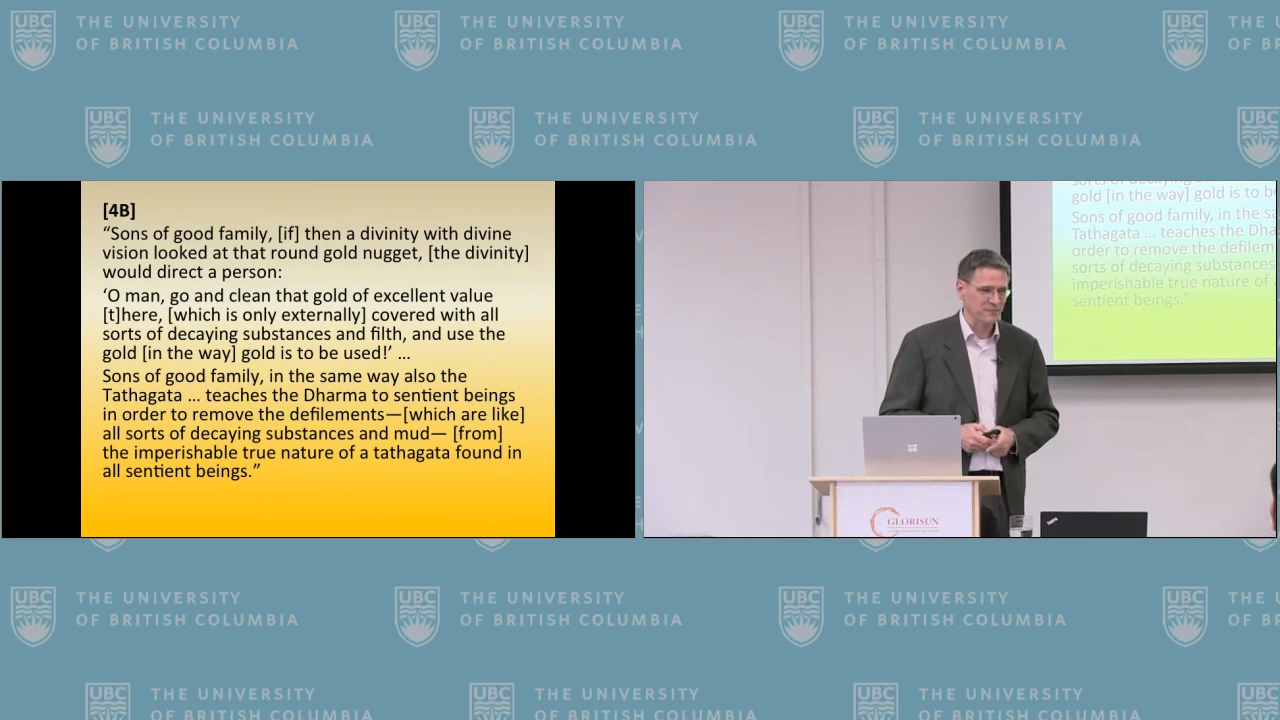 UBC THE UNIVERSITY OF BRITISH COLUMBIA
UBC THE UNIVERSITY OF BRITISH COLUMBIA
UBC THE UNIVERSITY OF BRITISH COLUMBIA
UBC
UBC THE UNIVERSITY OF BRITISH COLUMBIA
UBC THE UNIVERSITY OF BRITISH COLUMBIA
UBC THE UNIVERSITY OF BRITISH COLUMBIA
[4B]
“Sons of good family, [if] then a divinity with divine
vision looked at that round gold nugget, [the divinity]
would direct a person:
‘O man, go and clean that gold of excellent value
[t]here, [which is only externally] covered with all
sorts of decaying substances and filth, and use the
gold [in the way] gold is to be used!’ ...
Sons of good family, in the same way also the
Tathagata ... teaches the Dharma to sentient beings
in order to remove the defilements—[which are like]
all sorts of decaying substances and mud— [from]
the imperishable true nature of a tathagata found in
all sentient beings.”
sorts of decaying
gold [in the way] gold is to b
Sons of good family, in the sa
Tathagata ... teaches the Dha
order to remove the defilem
sorts of decaying substances
imperishable true nature of
sentient beings.”
GLORISUN
UBC THE UNIVERSITY OF BRITISH COLUMBIA
UBC THE UNIVERSITY OF BRITISH COLUMBIA
UBC THE UNIVERSITY OF BRITISH COLUMBIA
UBC
UBC THE UNIVERSITY OF BRITISH COLUMBIA
UBC THE UNIVERSITY OF BRITISH COLUMBIA
UBC THE UNIVERSITY OF BRITISH COLUMBIA